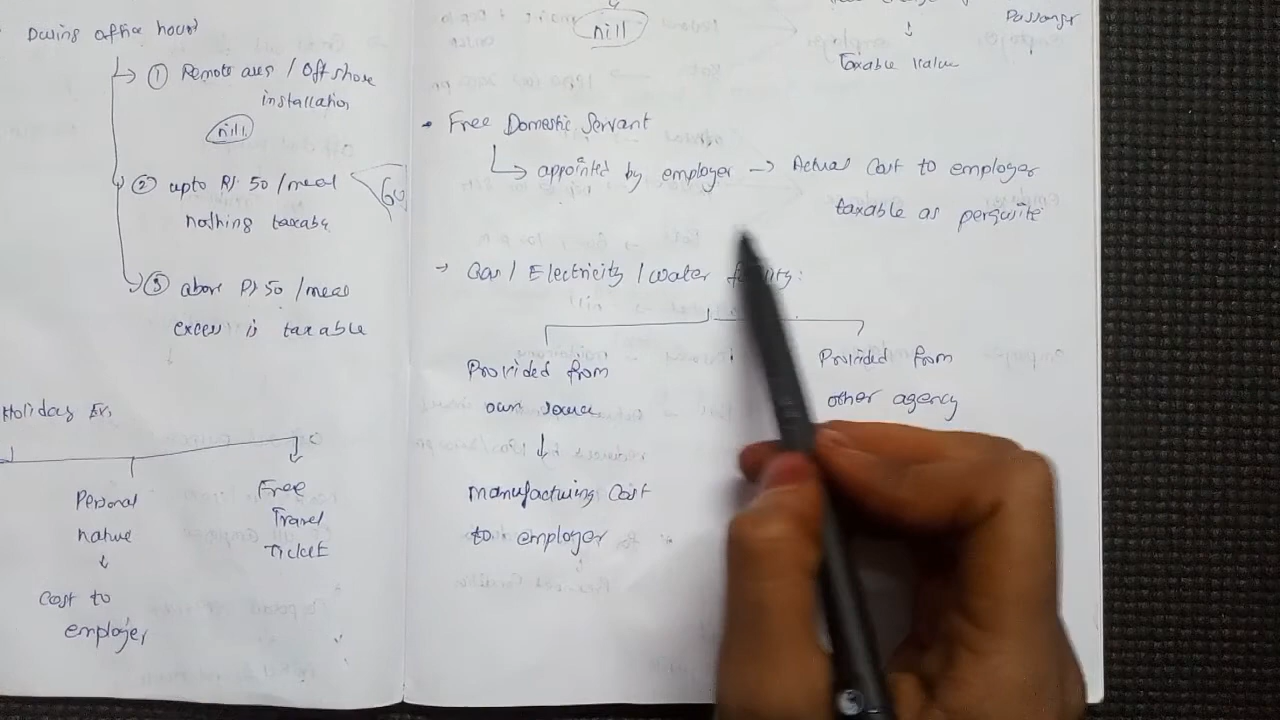 During office hours
① Remote area / Offshore
installation
nill
② upto Rs 50 /meal
nothing taxable
③ above Rs 50 /meal
excess is taxable
Holiday Ex,
Personal
nature
cost to
employer
Free
Travel
Ticket
nill
Passenger
Taxable Value
Free Domestic Servant
appointed by employer → Actual Cost to employer
taxable as perquisite
→ Gas / Electricity / water facility:
Provided from
own source
manufacturing cost
to employer
Provided from
other agency